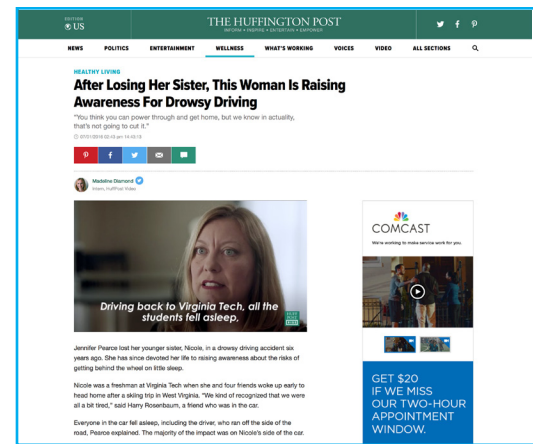 EDITION
US
THE HUFFINGTON POST
INFORM • INSPIRE • ENTERTAIN • EMPOWER
NEWS POLITICS ENTERTAINMENT WELLNESS WHAT'S WORKING VOICES VIDEO ALL SECTIONS
HEALTHY LIVING
After Losing Her Sister, This Woman Is Raising
Awareness For Drowsy Driving
"You think you can power through and get home, but we know in actuality,
that's not going to cut it."
Madeline Diamond
Intern, HuffPost Video
Driving back to Virginia Tech, all the
students fell asleep,
Jennifer Pearce lost her younger sister, Nicole, in a drowsy driving accident six
years ago. She has since devoted her life to raising awareness about the risks of
getting behind the wheel on little sleep.
Nicole was a freshman at Virginia Tech when she and four friends woke up early to
head home after a skiing trip in West Virginia. "We kind of recognized that we were
all a bit tired," said Harry Rosenbaum, a friend who was in the car.
Everyone in the car fell asleep, including the driver, who ran off the side of the
road, Pearce explained. The majority of the impact was on Nicole's side of the car.
COMCAST
We're working to make service work for you.
GET $20
IF WE MISS
OUR TWO-HOUR
APPOINTMENT
WINDOW.